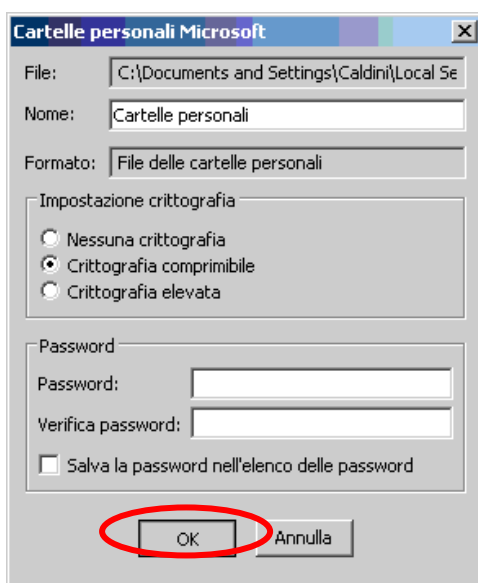 Cartelle personali Microsoft
File: C:\Documents and Settings\Caldini\Local Se
Nome: Cartelle personali
Formato: File delle cartelle personali
Impostazione crittografia
Nessuna crittografia
Crittografia comprimibile
Crittografia elevata
Password
Password:
Verifica password:
Salva la password nell'elenco delle password
OK Annulla